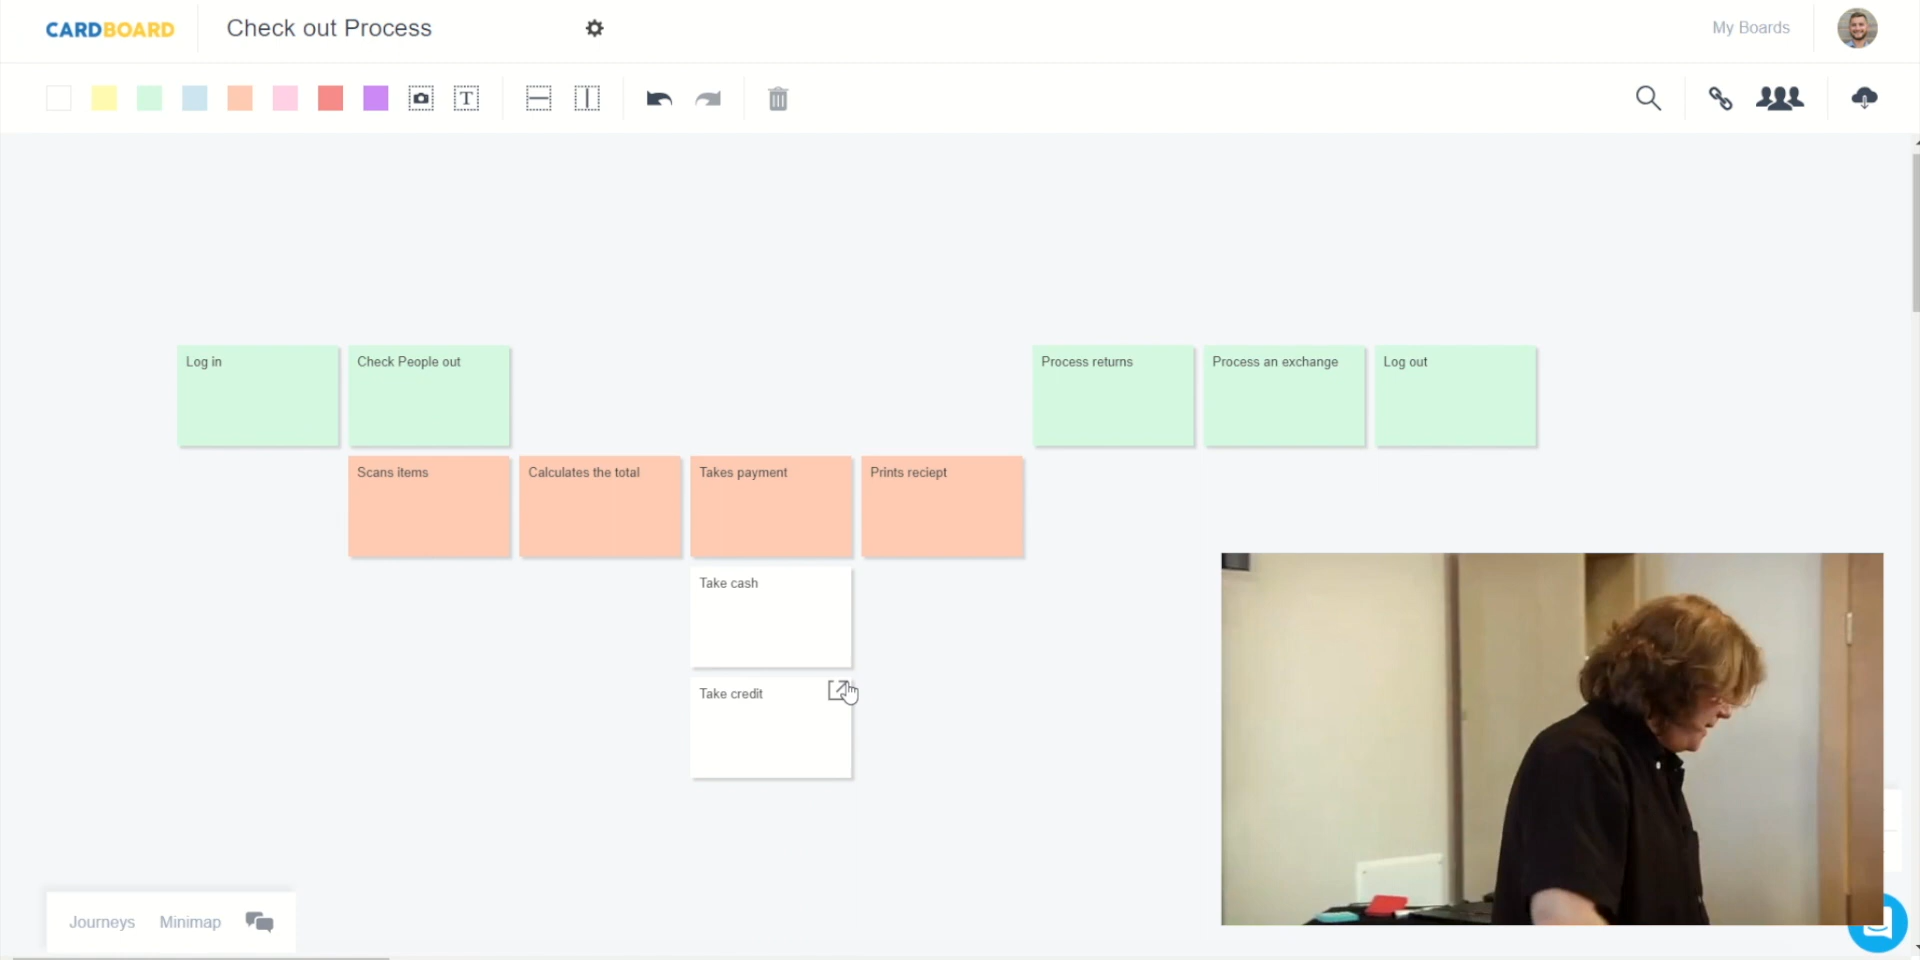 CARDBOARD
Check out Process
My Boards
T
Log in
Check People out
Process returns
Process an exchange
Log out
Scans items
Calculates the total
Takes payment
Prints reciept
Take cash
Take credit
Journeys
Minimap